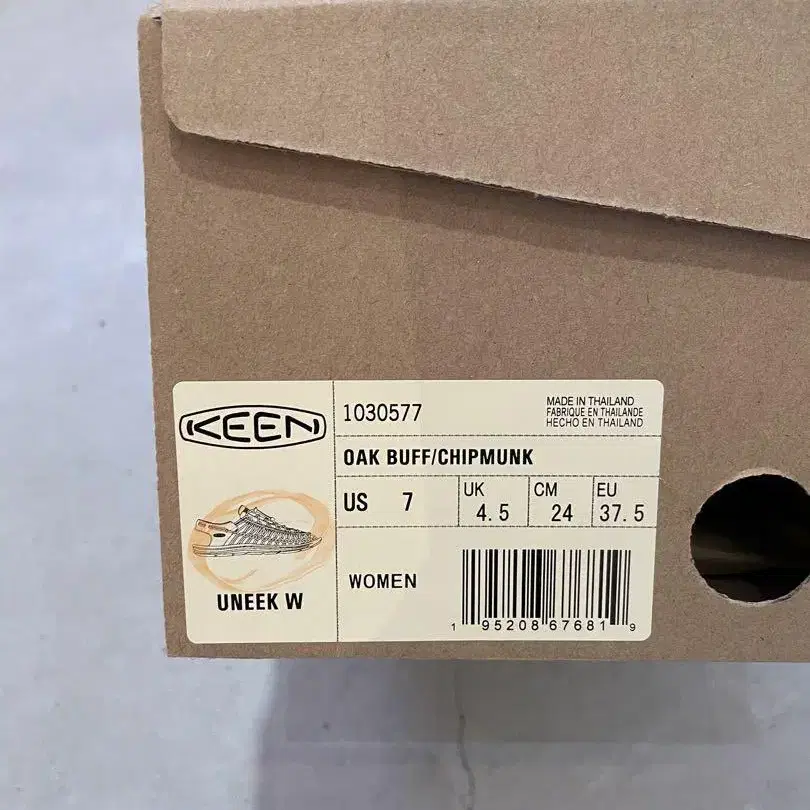 KEEN
UNEEK W
1030577
MADE IN THAILAND
FABRIQUE EN THAILANDE
HECHO EN THAILAND
OAK BUFF/CHIPMUNK
US 7
UK 4.5
CM 24
EU 37.5
WOMEN
1 95208 67681 9